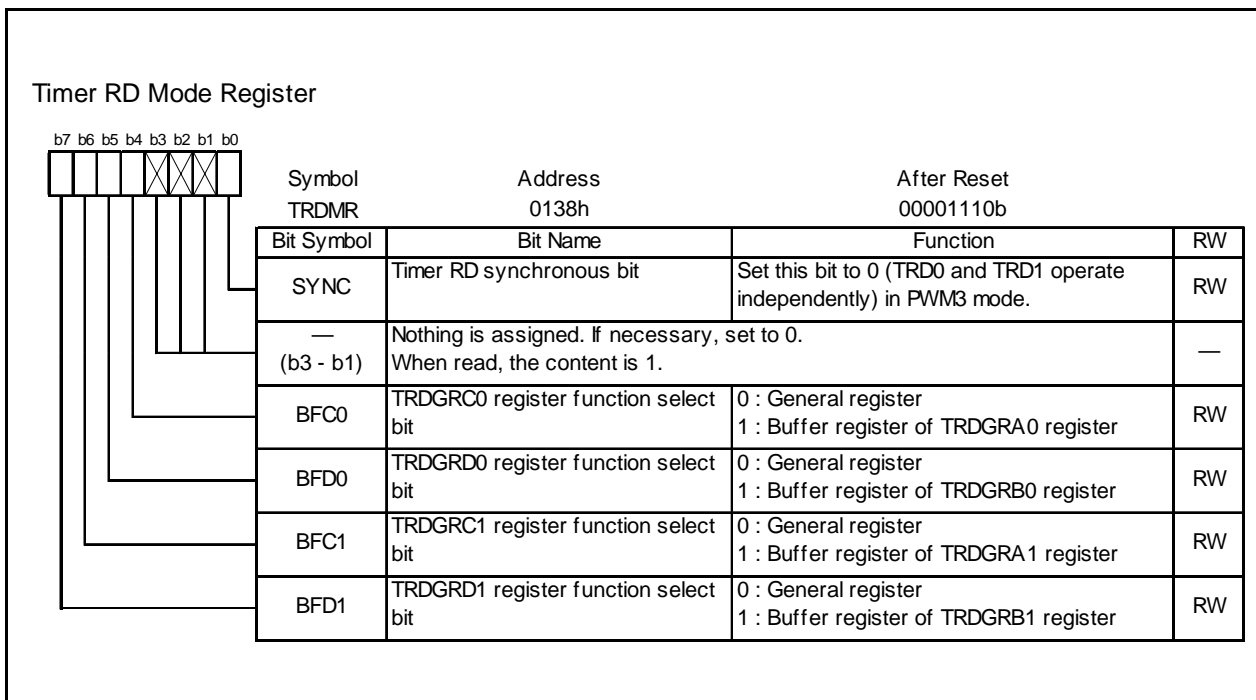 Timer RD Mode Register
b7 b6 b5 b4 b3 b2 b1 b0
Symbol Address After Reset
TRDMR 0138h 00001110b
Bit Symbol Bit Name Function RW
SYNC Timer RD synchronous bit Set this bit to 0 (TRD0 and TRD1 operate independently) in PWM3 mode. RW
— (b3 - b1) Nothing is assigned. If necessary, set to 0.
When read, the content is 1. —
BFC0 TRDGRC0 register function select bit 0 : General register
1 : Buffer register of TRDGRA0 register RW
BFD0 TRDGRD0 register function select bit 0 : General register
1 : Buffer register of TRDGRB0 register RW
BFC1 TRDGRC1 register function select bit 0 : General register
1 : Buffer register of TRDGRA1 register RW
BFD1 TRDGRD1 register function select bit 0 : General register
1 : Buffer register of TRDGRB1 register RW